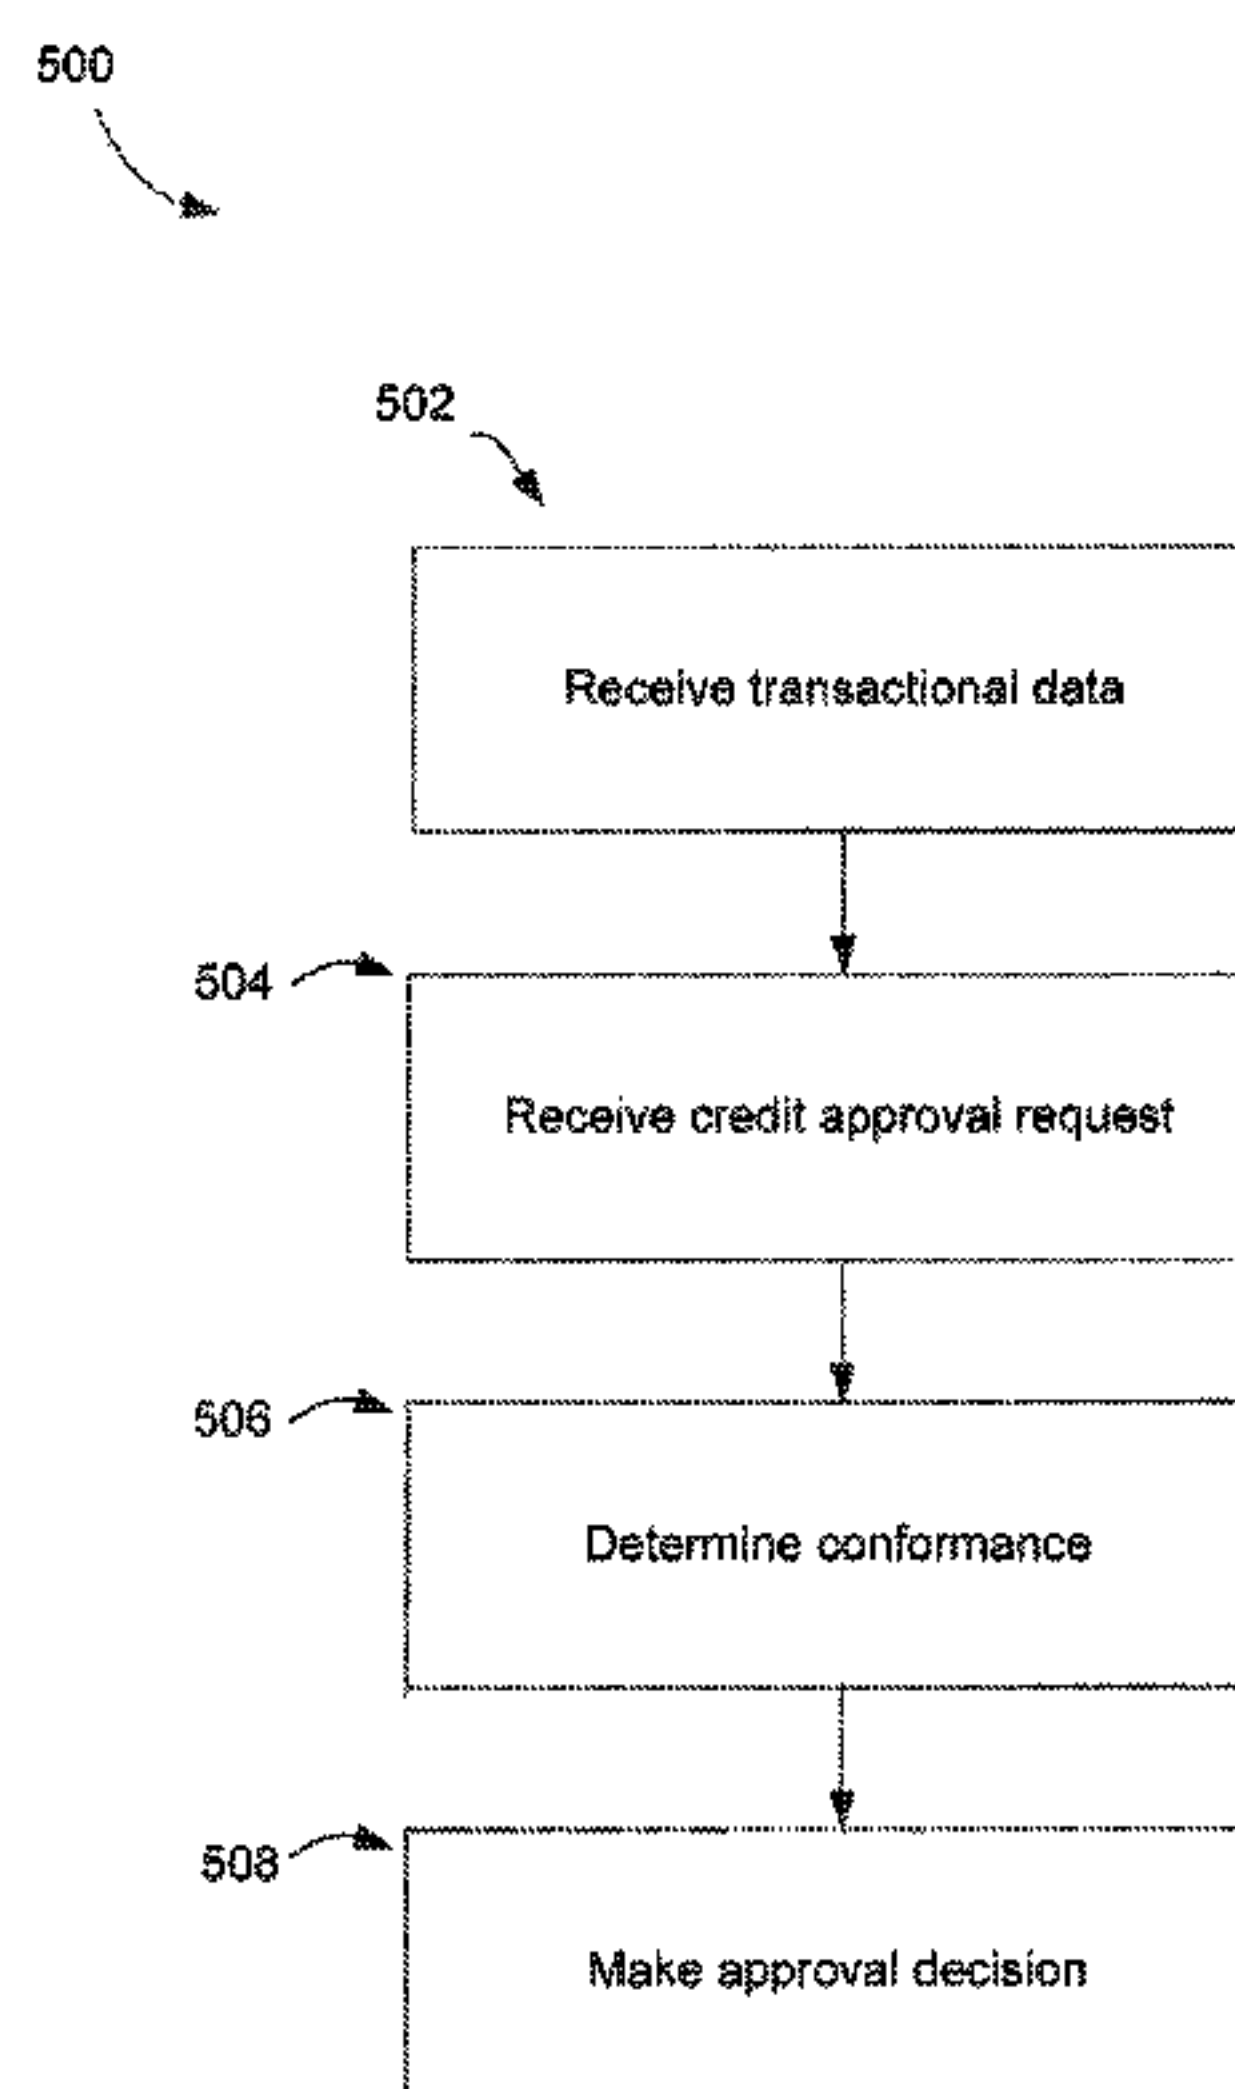 500
502
Receive transactional data
504
Receive credit approval request
506
Determine conformance
508
Make approval decision